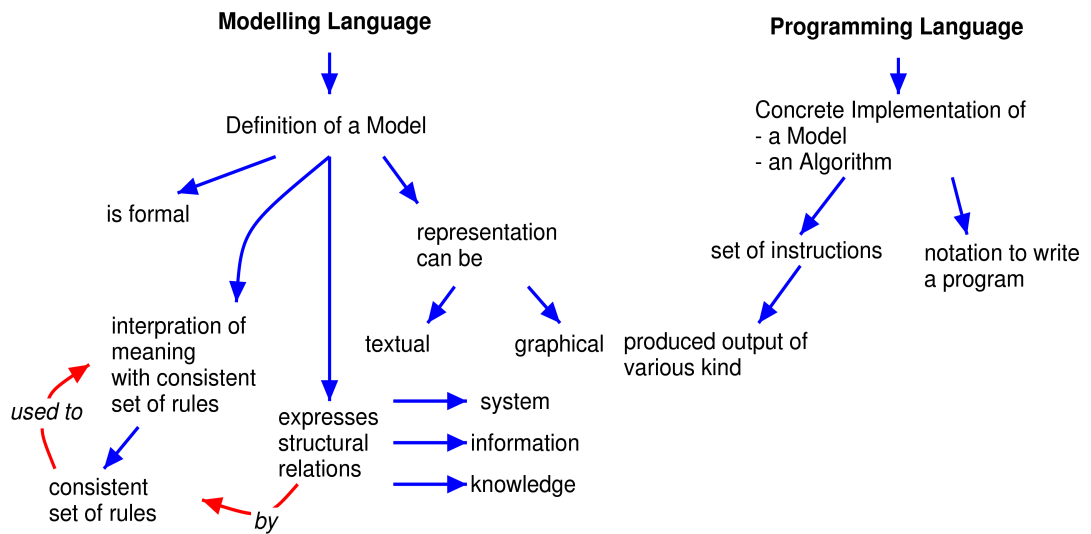 Modelling Language
Programming Language
Definition of a Model
Concrete Implementation of
- a Model
- an Algorithm
is formal
representation
can be
set of instructions
notation to write
a program
interpration of
meaning
with consistent
set of rules
textual
graphical
produced output of
various kind
used to
expresses
structural
relations
system
information
knowledge
consistent
set of rules
by